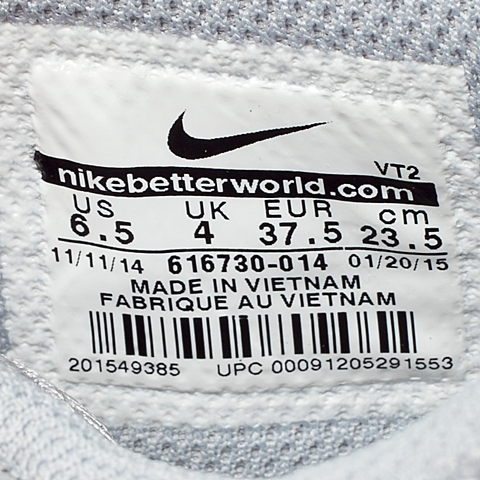 VT2
nikebetterworld.com
US UK EUR cm
6.5 4 37.5 23.5
11/11/14 616730-014 01/20/15
MADE IN VIETNAM
FABRIQUE AU VIETNAM
201549385 UPC 00091205291553